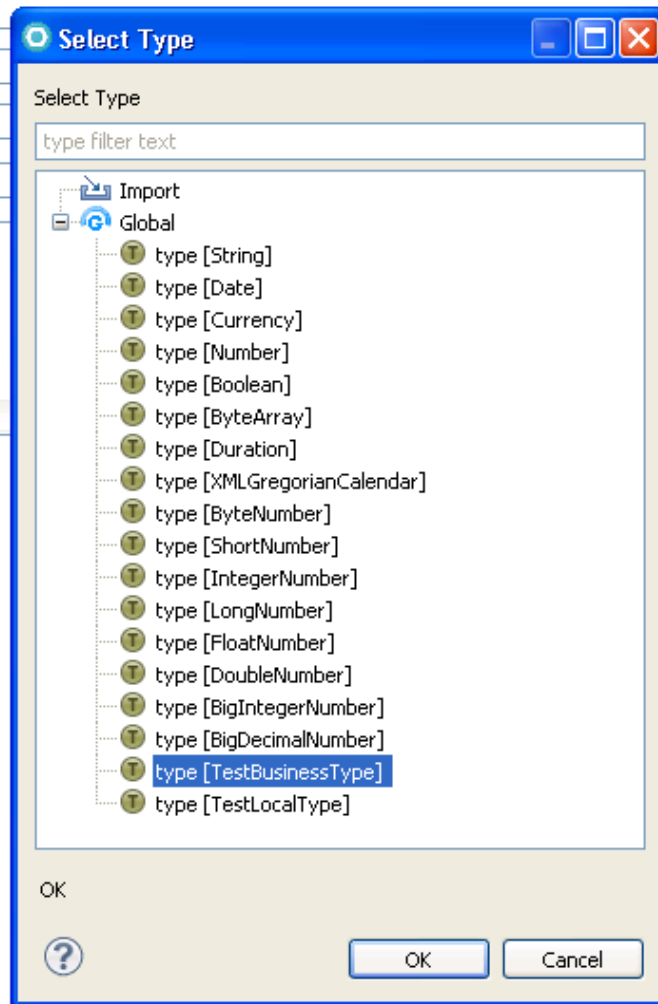 Select Type
Select Type
type filter text
Import
G Global
T type [String]
T type [Date]
T type [Currency]
T type [Number]
T type [Boolean]
T type [ByteArray]
T type [Duration]
T type [XMLGregorianCalendar]
T type [ByteNumber]
T type [ShortNumber]
T type [IntegerNumber]
T type [LongNumber]
T type [FloatNumber]
T type [DoubleNumber]
T type [BigIntegerNumber]
T type [BigDecimalNumber]
T type [TestBusinessType]
T type [TestLocalType]
OK
? OK Cancel